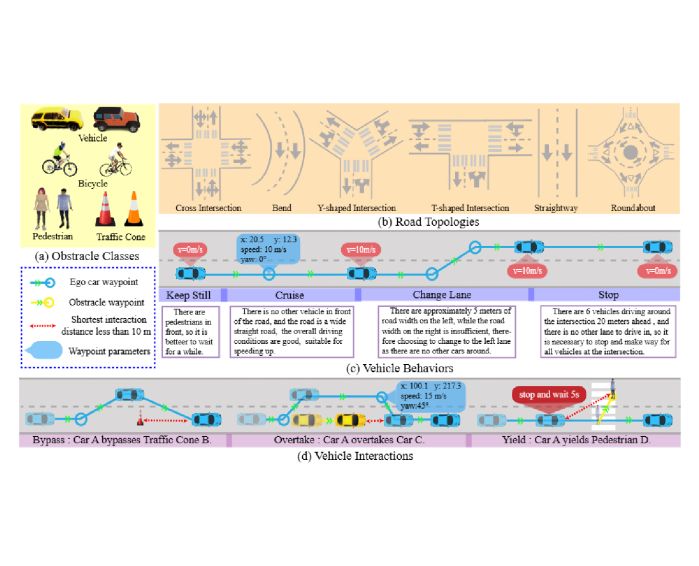 Vehicle
Bicycle
Pedestrian
Traffic Cone
(a) Obstacle Classes
Cross Intersection
Bend
Y-shaped Intersection
T-shaped Intersection
Straightway
Roundabout
(b) Road Topologies
Ego car waypoint
Obstacle waypoint
Shortest interaction
distance less than 10 m
Waypoint parameters
v=0m/s
x: 20.5 y: 12.3
speed: 10 m/s
yaw: 0°
v=10m/s
v=10m/s
v=0m/s
Keep Still
Cruise
Change Lane
Stop
There are
pedestrians in
front, so it is
betteer to wait
for a while.
There is no other vehicle in front
of the road, and the road is a wide
straight road, the overall driving
conditions are good, suitable for
speeding up.
There are approximately 5 meters of
road width on the left, while the road
width on the right is insufficient, there-
fore choosing to change to the left lane
as there are no other cars around.
There are 6 vehicles driving around
the intersection 20 meters ahead , and
there is no other lane to drive in, so it is
necessary to stop and make way for
all vehicles at the intersection.
(c) Vehicle Behaviors
x: 100.1 y: 217.3
speed: 15 m/s
yaw:45°
stop and wait 5s
Bypass : Car A bypasses Traffic Cone B.
Overtake : Car A overtakes Car C.
Yield : Car A yields Pedestrian D.
(d) Vehicle Interactions